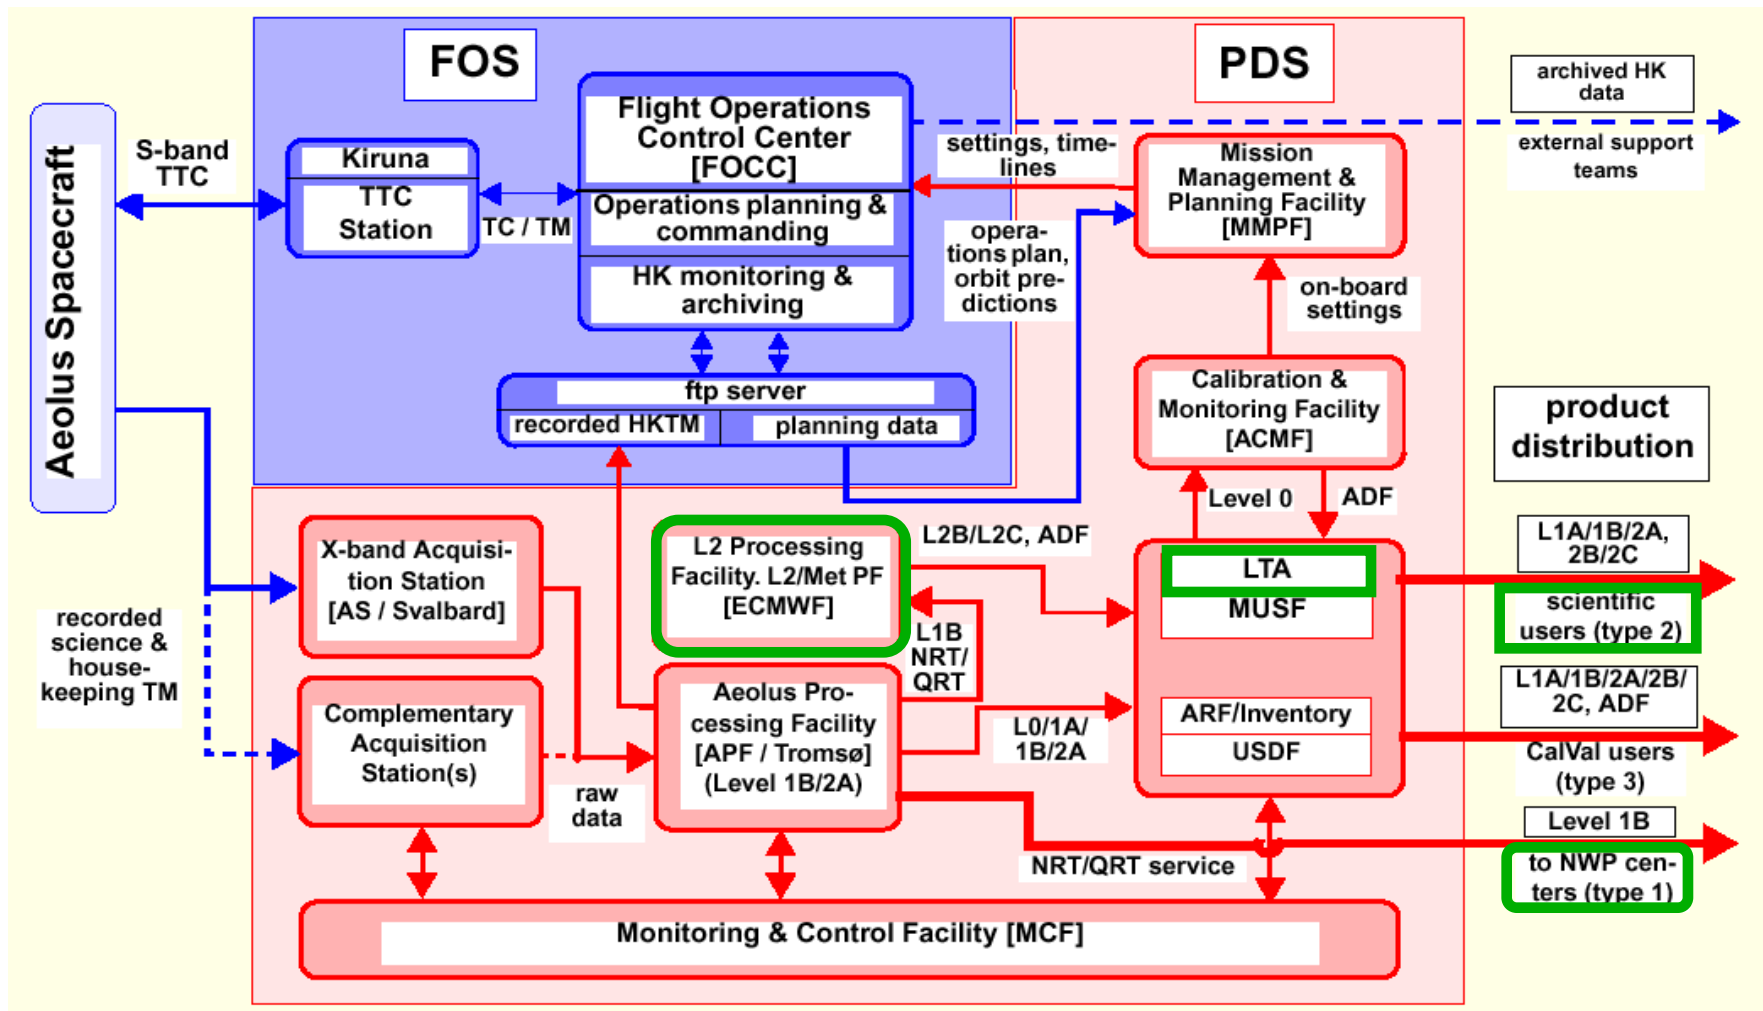 FOS
PDS
archived HK
data
external support
teams
Aeolus Spacecraft
S-band
TTC
Kiruna
TTC
Station
TC / TM
Flight Operations
Control Center
[FOCC]
Operations planning &
commanding
HK monitoring &
archiving
settings, time-
lines
Mission
Management &
Planning Facility
[MMPF]
opera-
tions plan,
orbit pre-
dictions
on-board
settings
ftp server
recorded HKTM
planning data
Calibration &
Monitoring Facility
[ACMF]
product
distribution
Level 0
ADF
X-band Acquisi-
tion Station
[AS / Svalbard]
L2 Processing
Facility. L2/Met PF
[ECMWF]
L2B/L2C, ADF
LTA
MUSF
L1A/1B/2A,
2B/2C
scientific
users (type 2)
recorded
science &
house-
keeping TM
L1B
NRT/
QRT
Complementary
Acquisition
Station(s)
raw
data
Aeolus Pro-
cessing Facility
[APF / Tromsø]
(Level 1B/2A)
L0/1A/
1B/2A
ARF/Inventory
USDF
L1A/1B/2A/2B/
2C, ADF
CalVal users
(type 3)
Level 1B
to NWP cen-
ters (type 1)
NRT/QRT service
Monitoring & Control Facility [MCF]